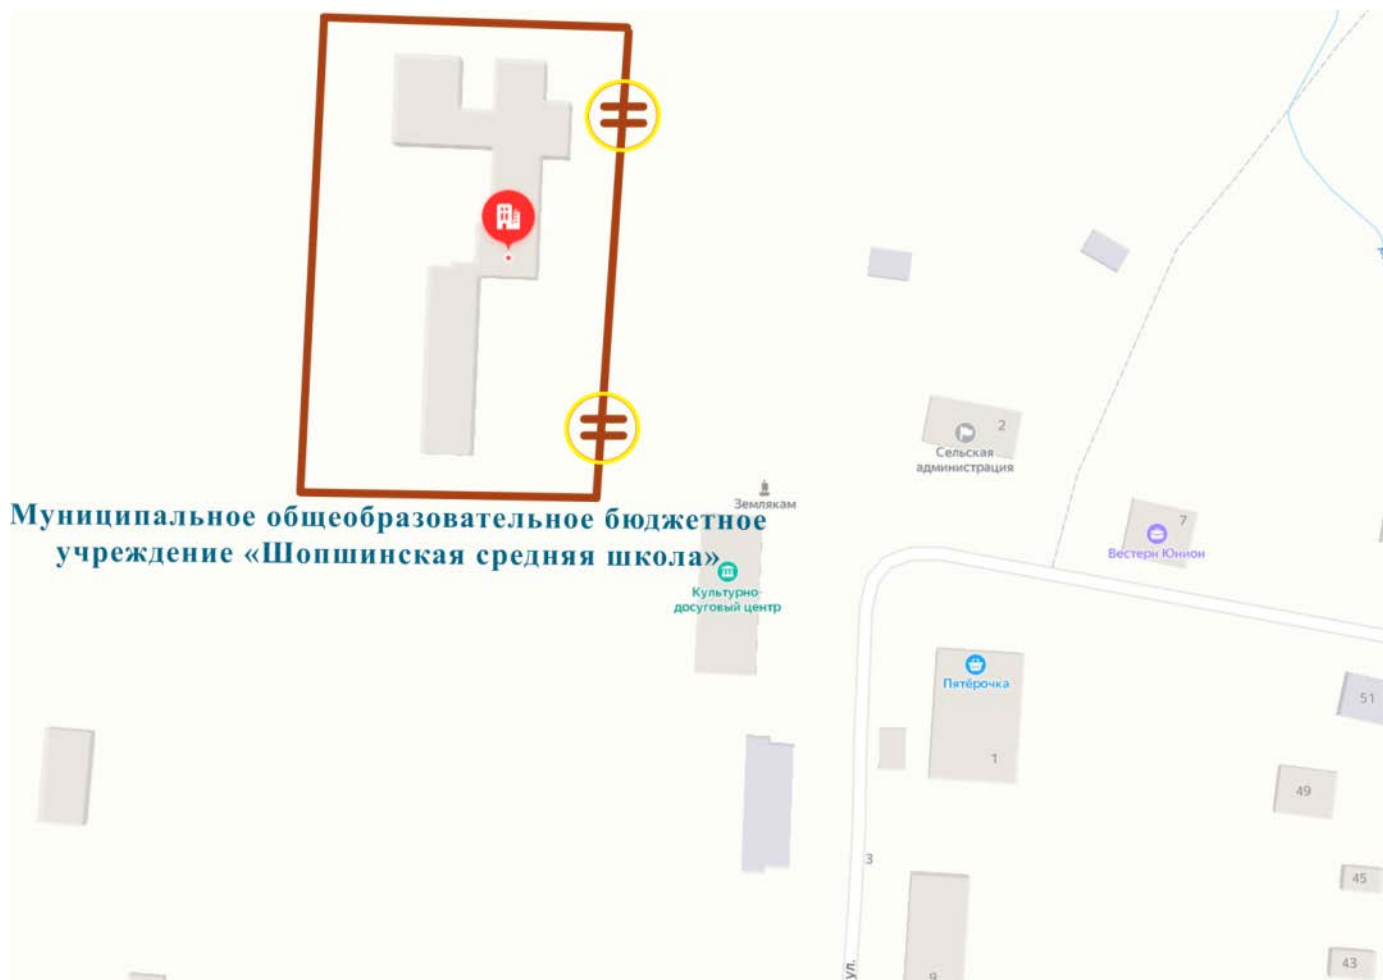 2
Сельская
администрация
Землякам
Муниципальное общеобразовательное бюджетное
учреждение «Шопшинская средняя школа»
7
Вестерн Юнион
Культурно-
досуговый центр
Пятёрочка
51
1
49
3
45
43
9
ул.